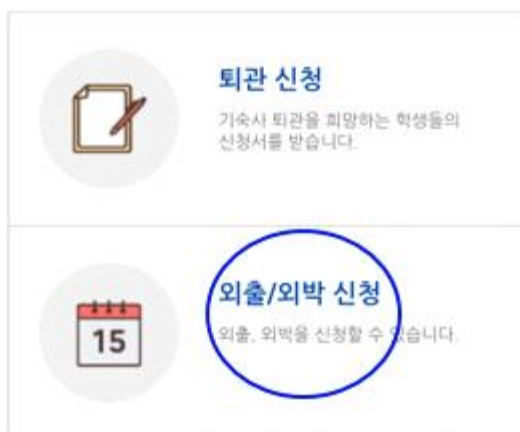 퇴관 신청
기숙사 퇴관을 희망하는 학생들의
신청서를 받습니다.
외출/외박 신청
외출, 외박을 신청할 수 있습니다.
15